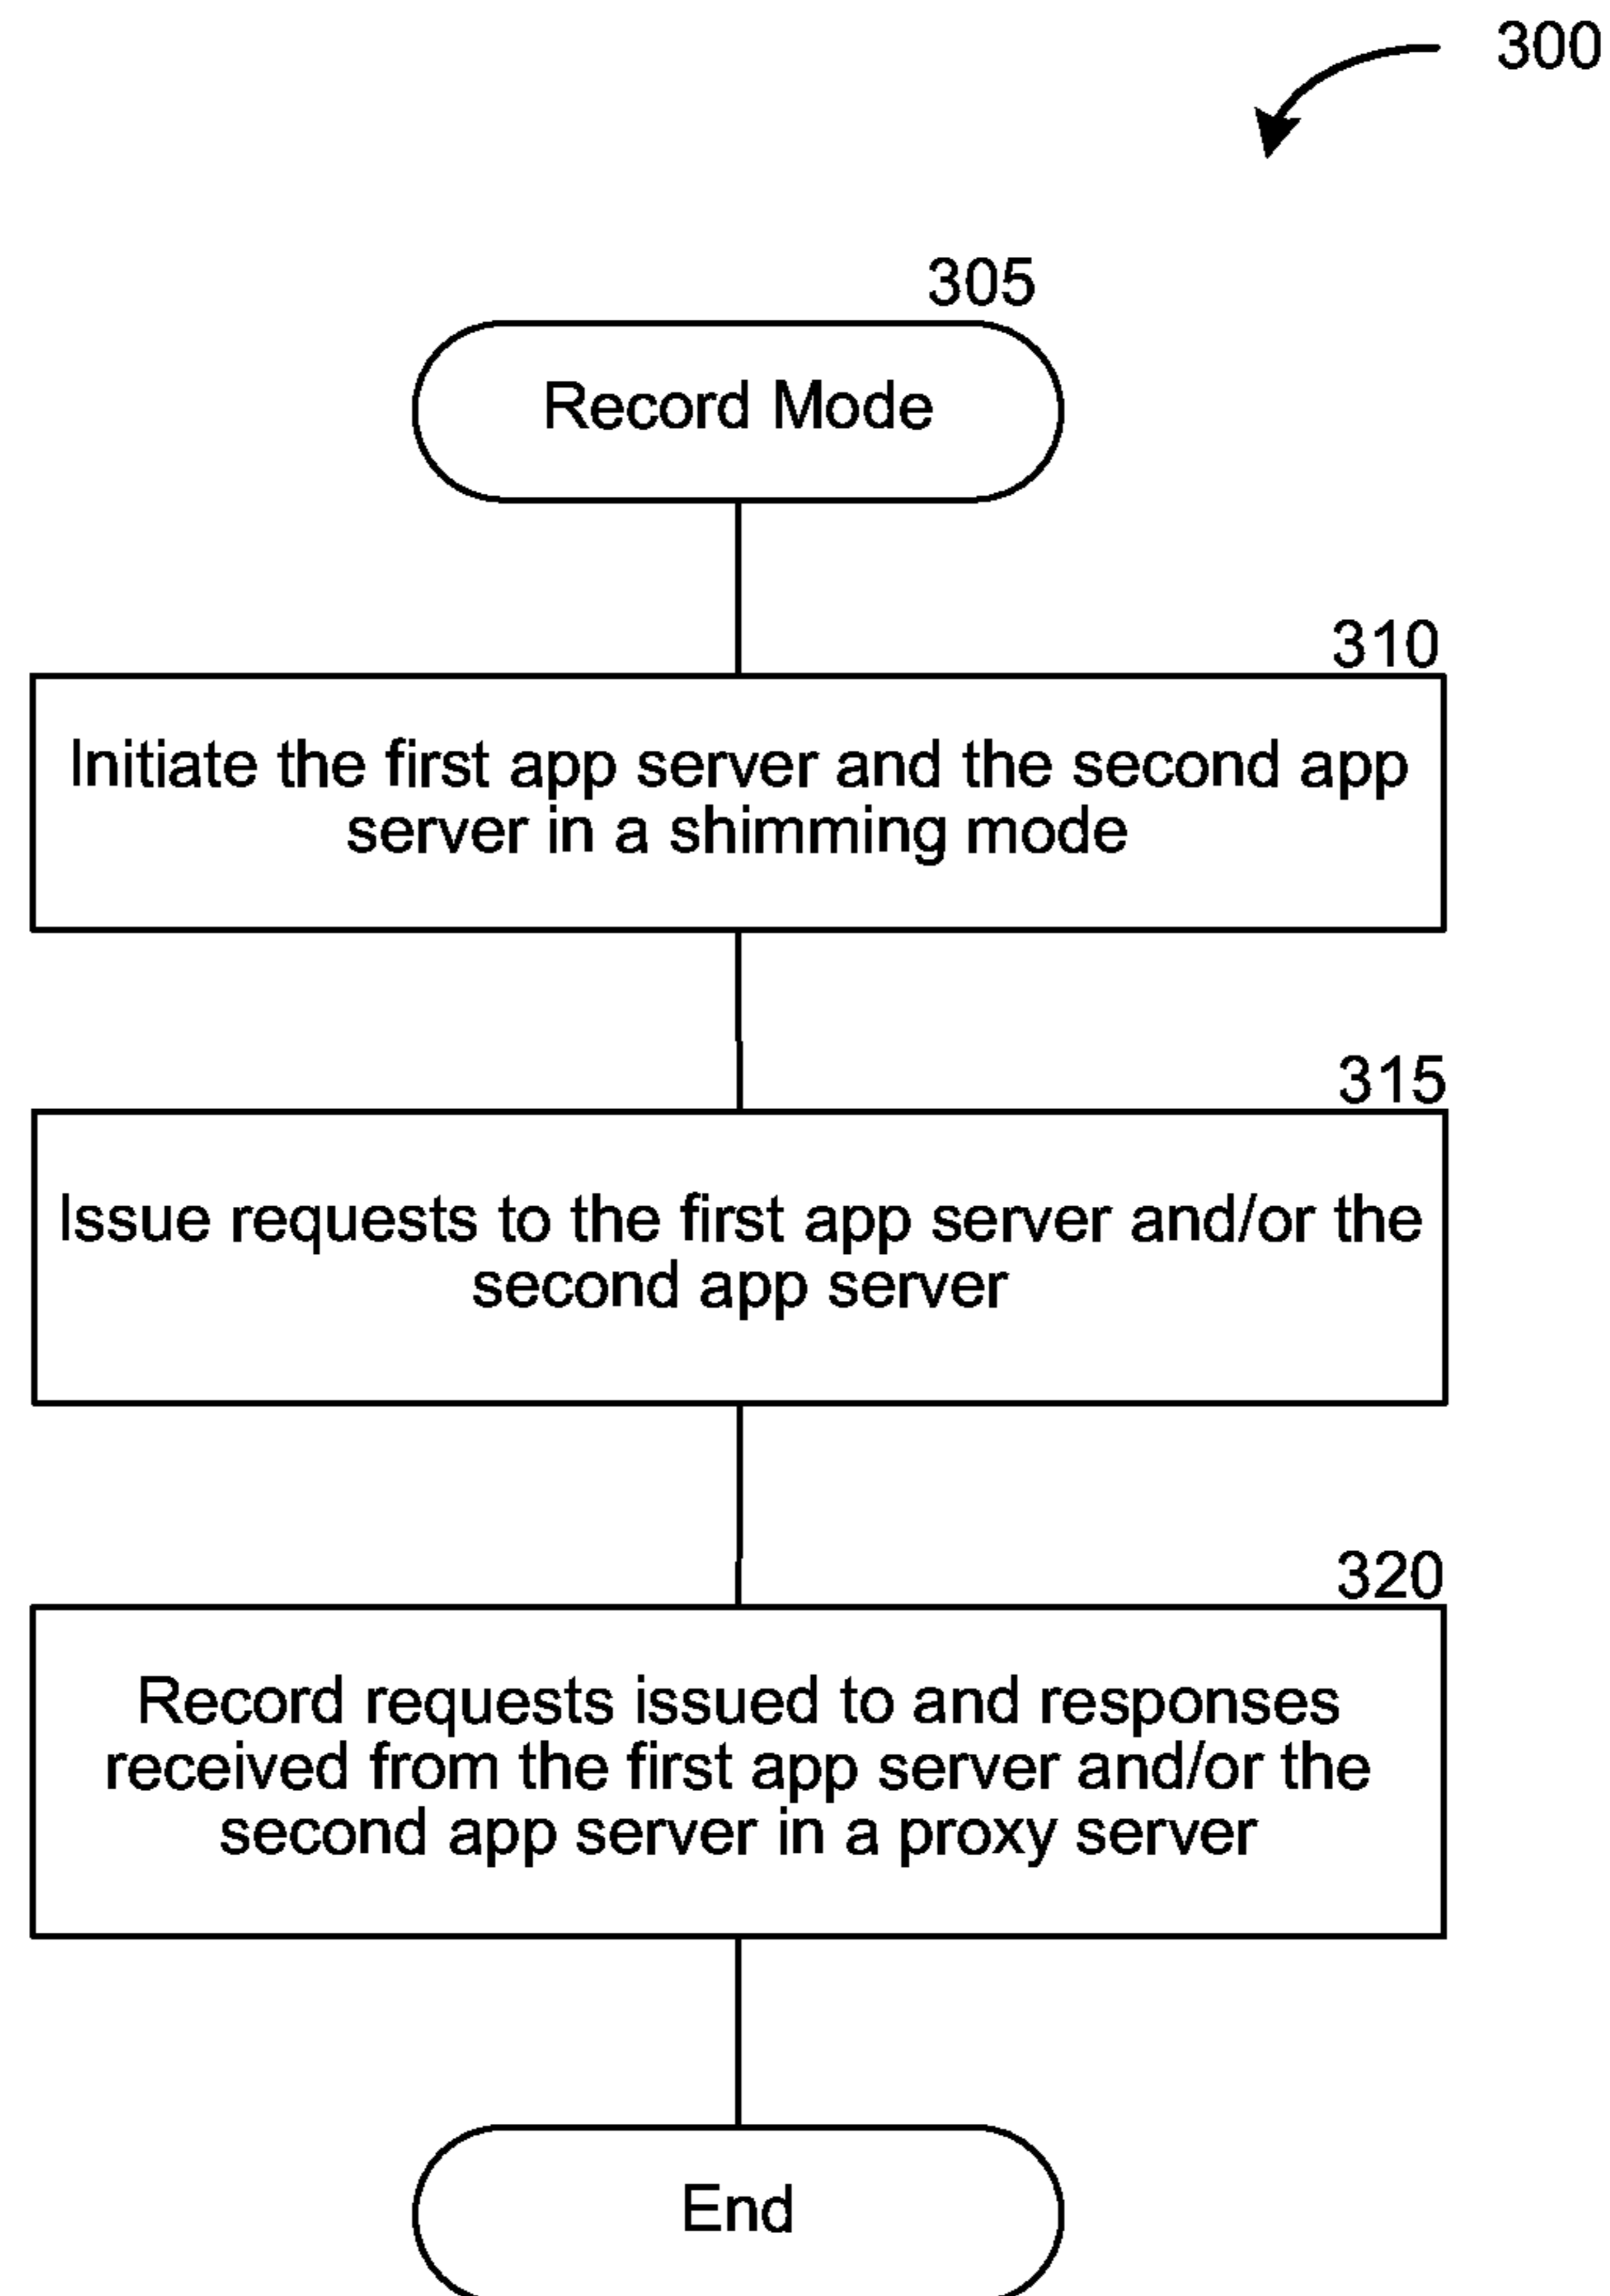 300
305
Record Mode
310
Initiate the first app server and the second app
server in a shimming mode
315
Issue requests to the first app server and/or the
second app server
320
Record requests issued to and responses
received from the first app server and/or the
second app server in a proxy server
End